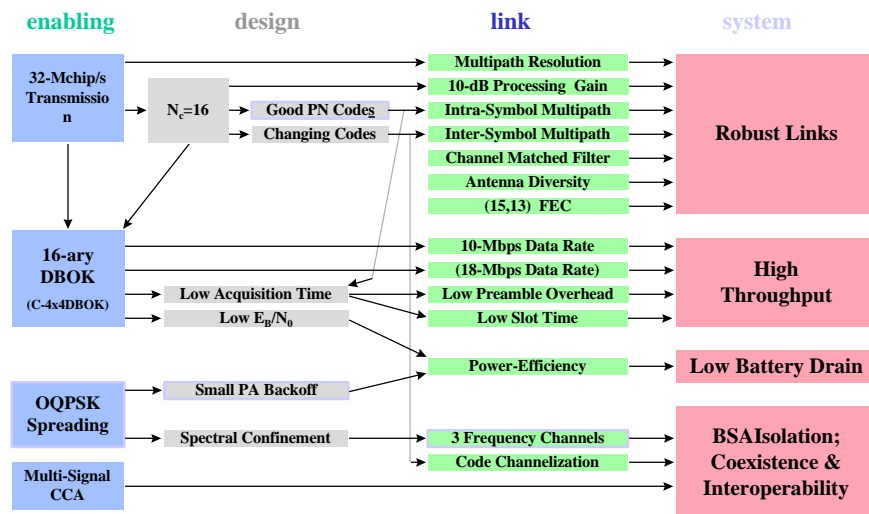 enabling
design
link
system
32-Mchip/s
Transmissio
n
N_c=16
Good PN Codes
Changing Codes
Multipath Resolution
10-dB Processing Gain
Intra-Symbol Multipath
Inter-Symbol Multipath
Channel Matched Filter
Antenna Diversity
(15,13) FEC
Robust Links
16-ary
DBOK
(C-4x4DBOK)
Low Acquisition Time
Low E_B/N_0
10-Mbps Data Rate
(18-Mbps Data Rate)
Low Preamble Overhead
Low Slot Time
High
Throughput
Power-Efficiency
Low Battery Drain
OQPSK
Spreading
Small PA Backoff
Spectral Confinement
3 Frequency Channels
Code Channelization
BSAIsolation;
Coexistence &
Interoperability
Multi-Signal
CCA